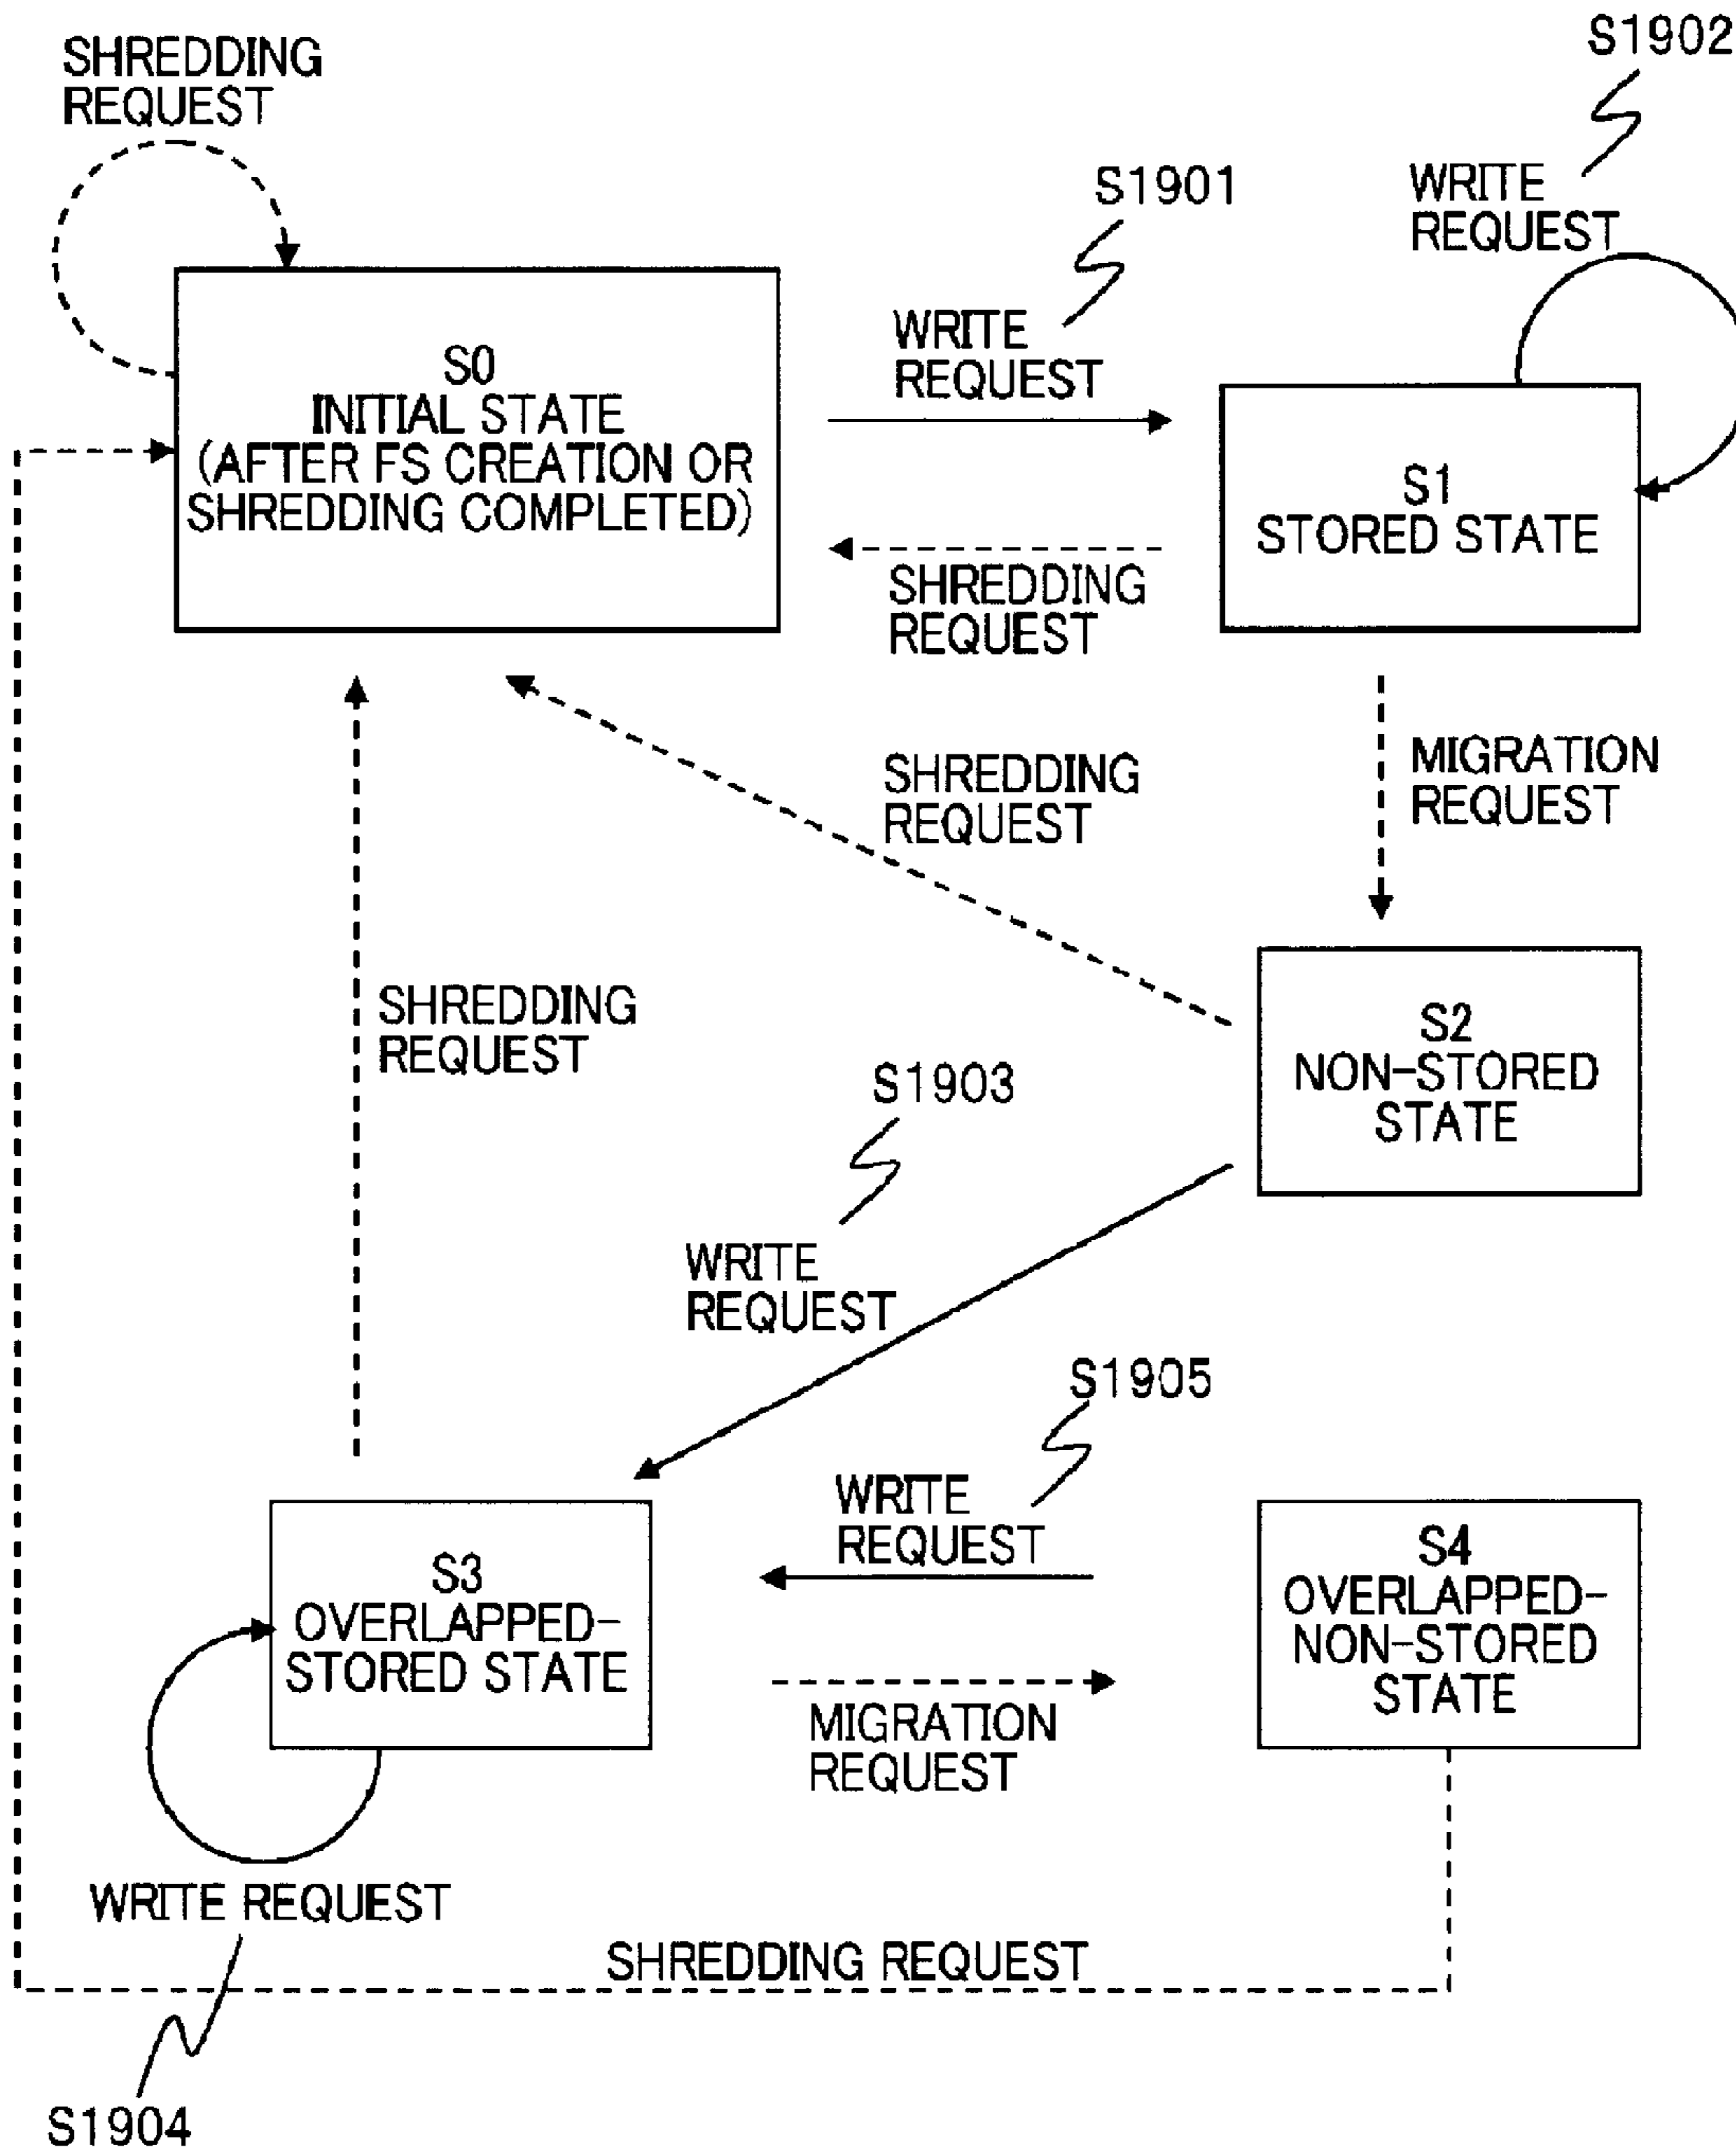 SHREDDING
REQUEST
S1902
S1901
WRITE
REQUEST
WRITE
REQUEST
S0
INITIAL STATE
(AFTER FS CREATION OR
SHREDDING COMPLETED)
S1
STORED STATE
SHREDDING
REQUEST
SHREDDING
REQUEST
MIGRATION
REQUEST
SHREDDING
REQUEST
S2
NON-STORED
STATE
S1903
WRITE
REQUEST
S1905
WRITE
REQUEST
S3
OVERLAPPED-
STORED STATE
S4
OVERLAPPED-
NON-STORED
STATE
MIGRATION
REQUEST
WRITE REQUEST
SHREDDING REQUEST
S1904